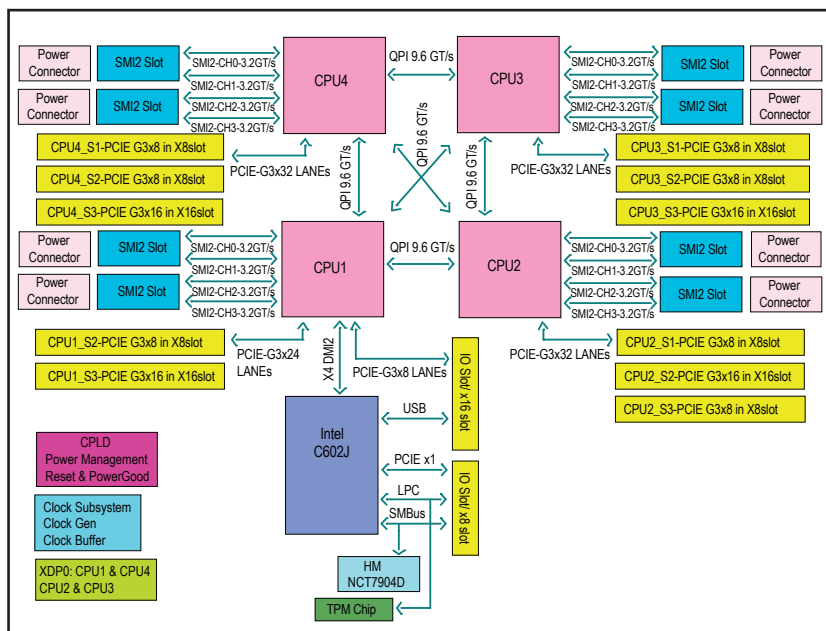 Power
Connector
SMI2 Slot
SMI2-CH0-3.2GT/s
SMI2-CH1-3.2GT/s
Power
Connector
SMI2 Slot
SMI2-CH2-3.2GT/s
SMI2-CH3-3.2GT/s
CPU4
QPI 9.6 GT/s
CPU3
SMI2-CH0-3.2GT/s
SMI2-CH1-3.2GT/s
SMI2 Slot
Power
Connector
SMI2-CH2-3.2GT/s
SMI2-CH3-3.2GT/s
SMI2 Slot
Power
Connector
CPU4_S1-PCIE G3x8 in X8slot
CPU4_S2-PCIE G3x8 in X8slot
CPU4_S3-PCIE G3x16 in X16slot
PCIE-G3x32 LANEs
QPI 9.6 GT/s
QPI 9.6 GT/s
QPI 9.6 GT/s
QPI 9.6 GT/s
PCIE-G3x32 LANEs
CPU3_S1-PCIE G3x8 in X8slot
CPU3_S2-PCIE G3x8 in X8slot
CPU3_S3-PCIE G3x16 in X16slot
Power
Connector
SMI2 Slot
SMI2-CH0-3.2GT/s
SMI2-CH1-3.2GT/s
Power
Connector
SMI2 Slot
SMI2-CH2-3.2GT/s
SMI2-CH3-3.2GT/s
CPU1
QPI 9.6 GT/s
CPU2
SMI2-CH0-3.2GT/s
SMI2-CH1-3.2GT/s
SMI2 Slot
Power
Connector
SMI2-CH2-3.2GT/s
SMI2-CH3-3.2GT/s
SMI2 Slot
Power
Connector
CPU1_S2-PCIE G3x8 in X8slot
CPU1_S3-PCIE G3x16 in X16slot
PCIE-G3x24
LANEs
X4 DMI2
PCIE-G3x8 LANEs
IO Slot/ x16
slot
PCIE-G3x32 LANEs
CPU2_S1-PCIE G3x8 in X8slot
CPU2_S2-PCIE G3x16 in X16slot
CPU2_S3-PCIE G3x8 in X8slot
Intel
C602J
USB
PCIE x1
LPC
SMBus
IO Slot/ x8
slot
CPLD
Power Management
Reset & PowerGood
Clock Subsystem
Clock Gen
Clock Buffer
XDP0: CPU1 & CPU4
CPU2 & CPU3
HM
NCT7904D
TPM Chip